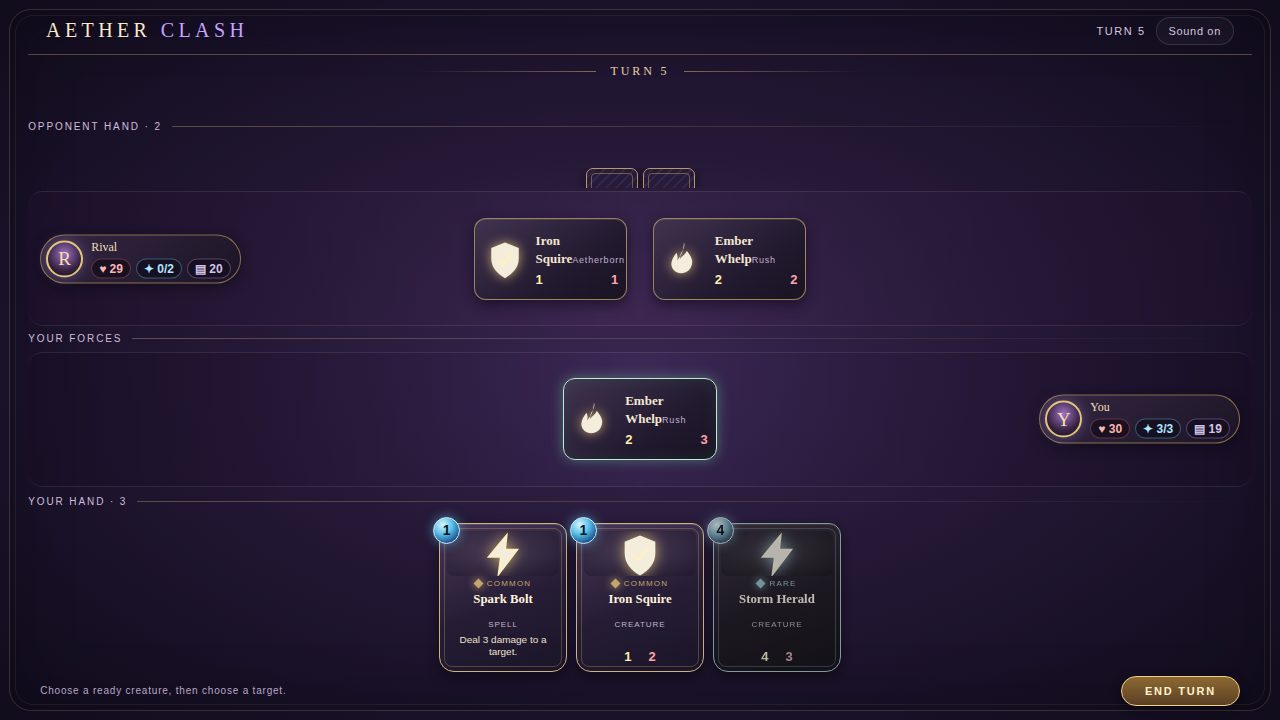 AETHER CLASH
TURN 5
Sound on
TURN 5
OPPONENT HAND · 2
R
Rival
♥ 29
✦ 0/2
▤ 20
Iron
SquireAetherborn
1 1
Ember
WhelpRush
2 2
YOUR FORCES
Ember
WhelpRush
2 3
Y
You
♥ 30
✦ 3/3
▤ 19
YOUR HAND · 3
1
COMMON
Spark Bolt
SPELL
Deal 3 damage to a
target.
1
COMMON
Iron Squire
CREATURE
1 2
4
RARE
Storm Herald
CREATURE
4 3
Choose a ready creature, then choose a target.
END TURN